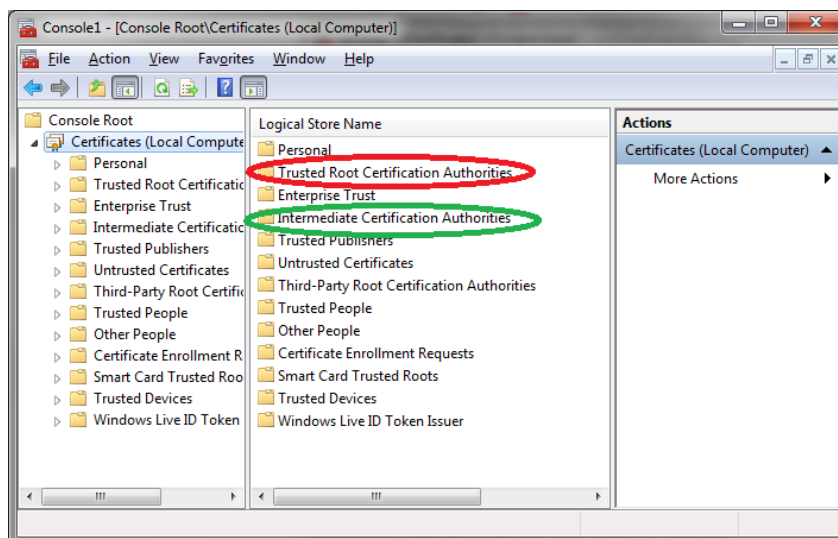 Console1 - [Console Root\Certificates (Local Computer)]
File Action View Favorites Window Help
Console Root
Certificates (Local Compute
Personal
Trusted Root Certificatic
Enterprise Trust
Intermediate Certificatic
Trusted Publishers
Untrusted Certificates
Third-Party Root Certific
Trusted People
Other People
Certificate Enrollment R
Smart Card Trusted Roo
Trusted Devices
Windows Live ID Token
Logical Store Name
Personal
Trusted Root Certification Authorities
Enterprise Trust
Intermediate Certification Authorities
Trusted Publishers
Untrusted Certificates
Third-Party Root Certification Authorities
Trusted People
Other People
Certificate Enrollment Requests
Smart Card Trusted Roots
Trusted Devices
Windows Live ID Token Issuer
Actions
Certificates (Local Computer)
More Actions